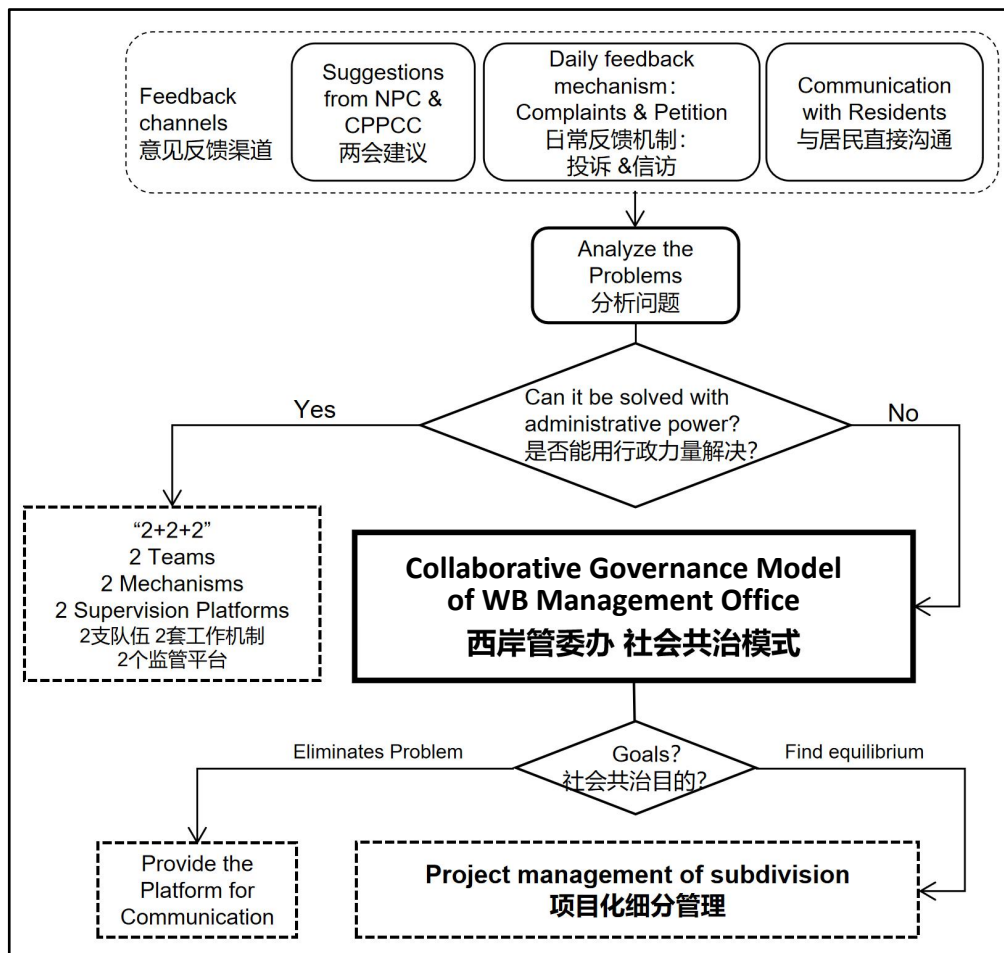 Feedback
channels
意见反馈渠道
Suggestions
from NPC &
CPPCC
两会建议
Daily feedback
mechanism：
Complaints & Petition
日常反馈机制：
投诉 &信访
Communication
with Residents
与居民直接沟通
Analyze the
Problems
分析问题
Can it be solved with
administrative power?
是否能用行政力量解决？
Yes
No
“2+2+2”
2 Teams
2 Mechanisms
2 Supervision Platforms
2支队伍 2套工作机制
2个监管平台
Collaborative Governance Model
of WB Management Office
西岸管委办 社会共治模式
Goals?
社会共治目的？
Eliminates Problem
Find equilibrium
Provide the
Platform for
Communication
Project management of subdivision
项目化细分管理